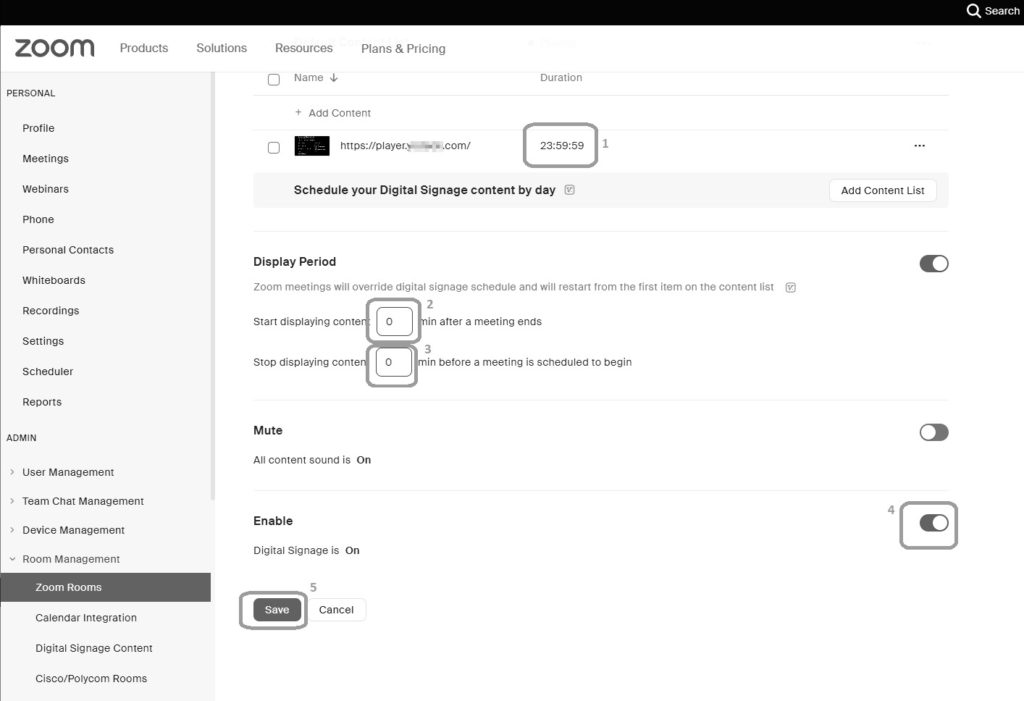 Search
zoom Products Solutions Resources Plans & Pricing
PERSONAL
Profile
Meetings
Webinars
Phone
Personal Contacts
Whiteboards
Recordings
Settings
Scheduler
Reports
ADMIN
User Management
Team Chat Management
Device Management
Room Management
Zoom Rooms
Calendar Integration
Digital Signage Content
Cisco/Polycom Rooms
Name ↓ Duration
+ Add Content
https://player. .com/ 23:59:59 1 ...
Schedule your Digital Signage content by day Add Content List
Display Period
Zoom meetings will override digital signage schedule and will restart from the first item on the content list
2
Start displaying content 0 min after a meeting ends
3
Stop displaying content 0 min before a meeting is scheduled to begin
Mute
All content sound is On
4
Enable
Digital Signage is On
5
Save Cancel